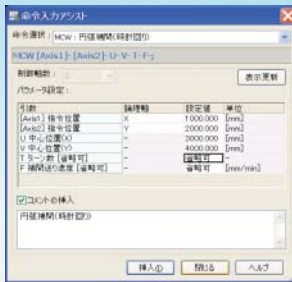 命令入力アシスト
命令選択： MCW：円弧補間(時計回り)
MCW [Axis1]- [Axis2]- U- V- T- F-;
制御軸数：
表示更新
パラメータ設定：
引数 論理軸 設定値 単位
[Axis1] 指令位置 X 1000.000 [mm]
[Axis2] 指令位置 Y 2000.000 [mm]
U 中心位置(X) - 3000.000 [mm]
V 中心位置(Y) - 4000.000 [mm]
T ターン数 [省略可] - 省略可 -
F 補間送り速度 [省略可] - 省略可 [mm/min]
コメントの挿入
円弧補間(時計回り)
挿入(I) 閉じる ヘルプ